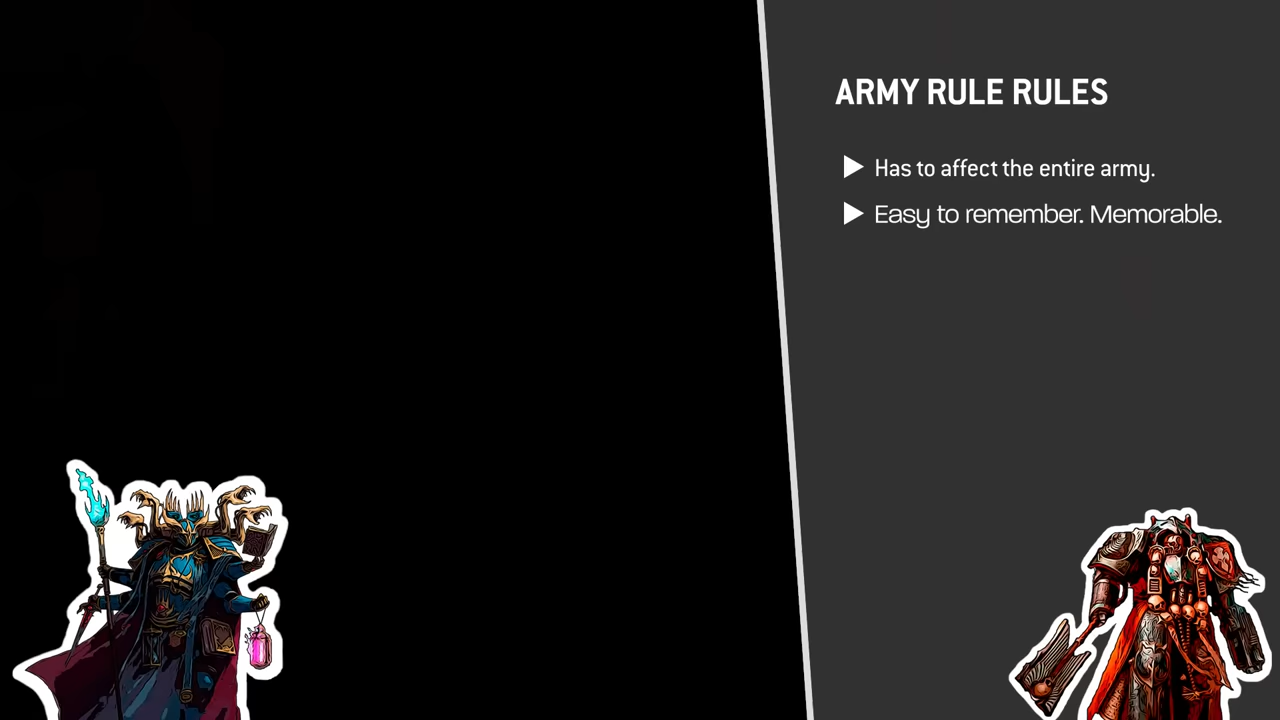 ARMY RULE RULES
Has to affect the entire army.
Easy to remember. Memorable.